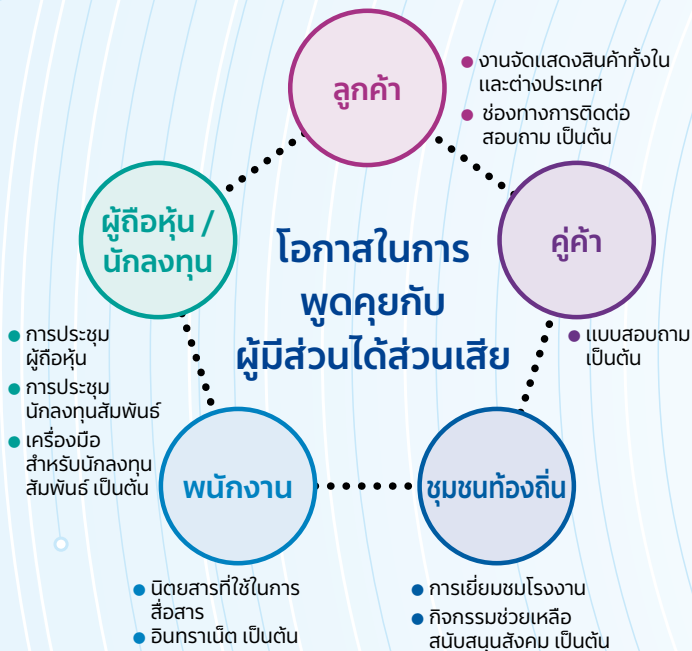 ลูกค้า
● งานจัดแสดงสินค้าทั้งใน
และต่างประเทศ
● ช่องทางการติดต่อ
สอบถาม เป็นต้น
ผู้ถือหุ้น /
นักลงทุน
โอกาสในการ
พูดคุยกับ
ผู้มีส่วนได้ส่วนเสีย
คู่ค้า
● แบบสอบถาม
เป็นต้น
● การประชุม
ผู้ถือหุ้น
● การประชุม
นักลงทุนสัมพันธ์
● เครื่องมือ
สำหรับนักลงทุน
สัมพันธ์ เป็นต้น
พนักงาน
ชุมชนท้องถิ่น
● นิตยสารที่ใช้ในการ
สื่อสาร
● อินทราเน็ต เป็นต้น
● การเยี่ยมชมโรงงาน
● กิจกรรมช่วยเหลือ
สนับสนุนสังคม เป็นต้น